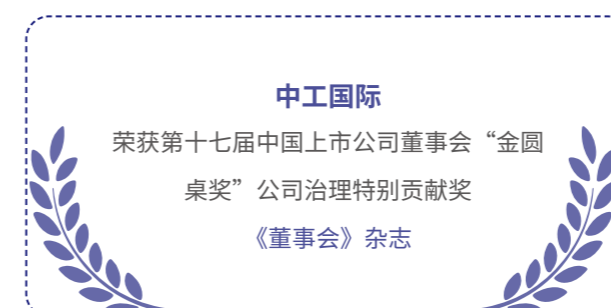 中工国际
荣获第十七届中国上市公司董事会“金圆
桌奖”公司治理特别贡献奖
《董事会》杂志